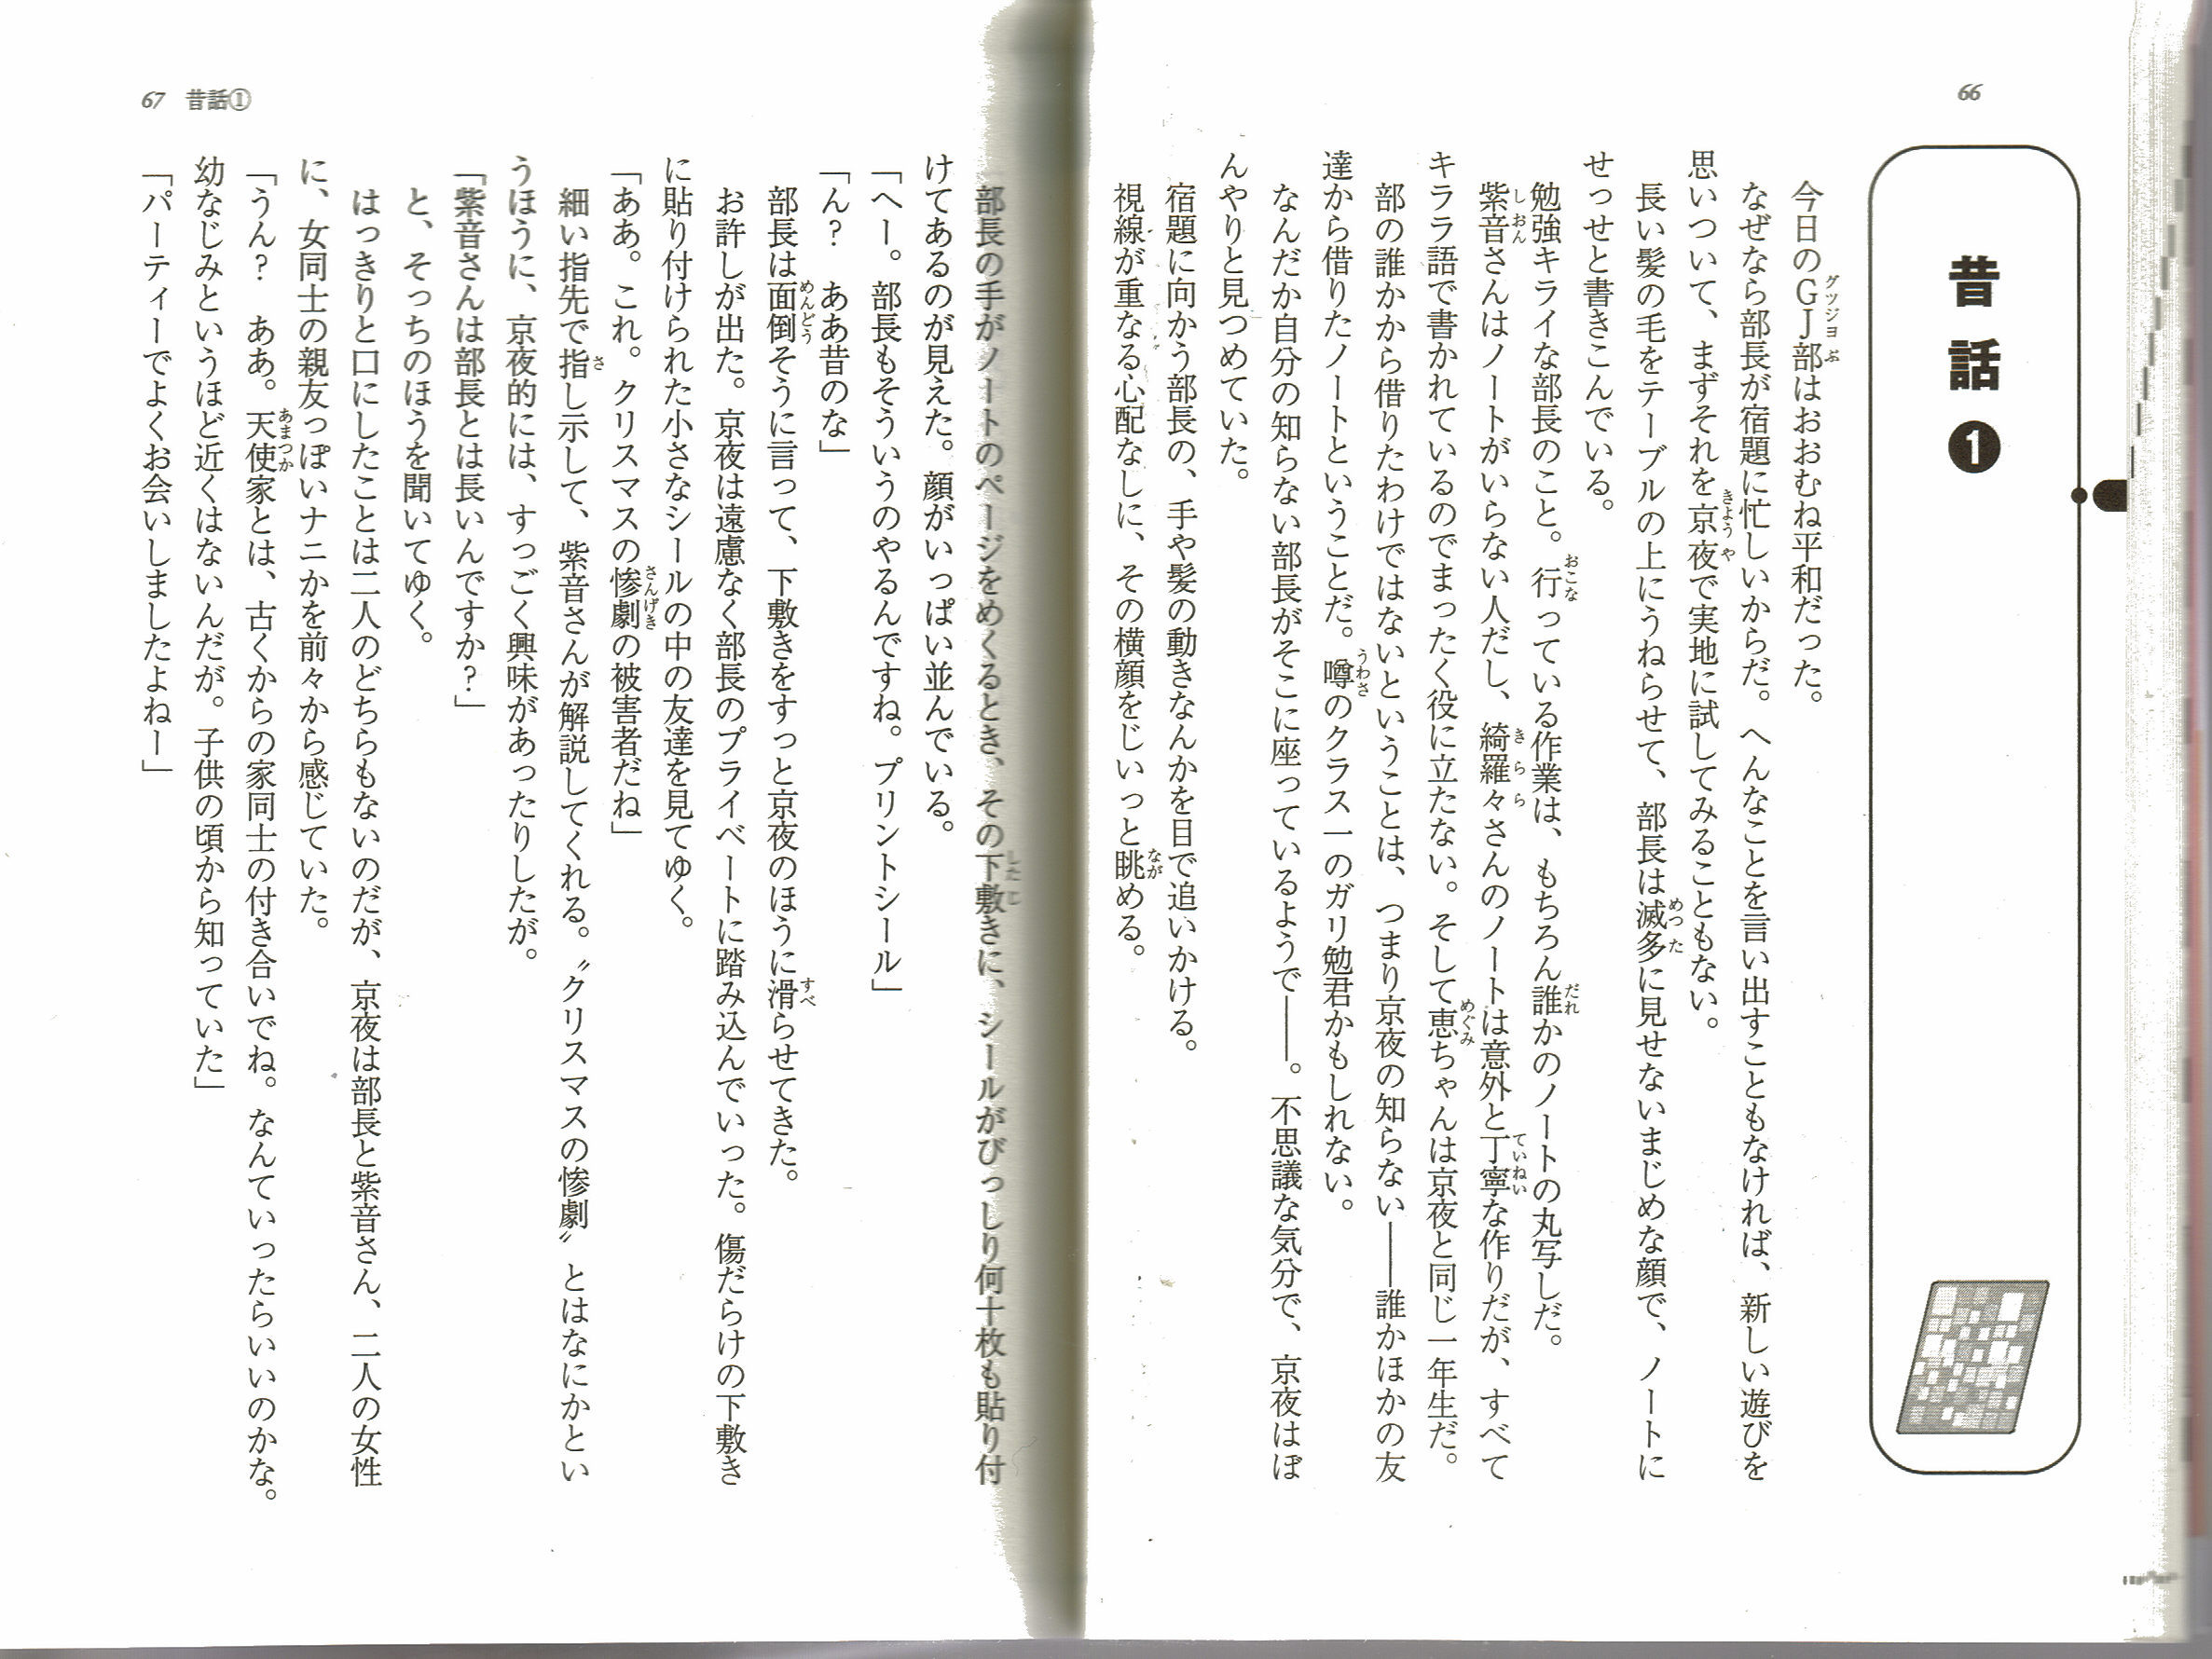 66
昔話❶
今日のGJ部はおおむね平和だった。
なぜなら部長が宿題に忙しいからだ。へんなことを言い出すこともなければ、新しい遊びを
思いついて、まずそれを京夜で実地に試してみることもない。
長い髪の毛をテーブルの上にうねらせて、部長は滅多に見せないまじめな顔で、ノートに
せっせと書きこんでいる。
勉強キライな部長のこと。行っている作業は、もちろん誰かのノートの丸写しだ。
紫音さんはノートがいらない人だし、綺羅々さんのノートは意外と丁寧な作りだが、すべて
キララ語で書かれているのでまったく役に立たない。そして恵ちゃんは京夜と同じ一年生だ。
部の誰かから借りたわけではないということは、つまり京夜の知らない――誰かほかの友
達から借りたノートということだ。噂のクラス一のガリ勉君かもしれない。
なんだか自分の知らない部長がそこに座っているようで――。不思議な気分で、京夜はぼ
んやりと見つめていた。
宿題に向かう部長の、手や髪の動きなんかを目で追いかける。
視線が重なる心配なしに、その横顔をじいっと眺める。
部長の手がノートのページをめくるとき、その下敷きに、シールがびっしり何十枚も貼り付
けてあるのが見えた。顔がいっぱい並んでいる。
「へー。部長もそういうのやるんですね。プリントシール」
「ん？　ああ昔のな」
部長は面倒そうに言って、下敷きをすっと京夜のほうに滑らせてきた。
お許しが出た。京夜は遠慮なく部長のプライベートに踏み込んでいった。傷だらけの下敷き
に貼り付けられた小さなシールの中の友達を見てゆく。
「ああ。これ。クリスマスの惨劇の被害者だね」
細い指先で指し示して、紫音さんが解説してくれる。〝クリスマスの惨劇〟とはなにかとい
うほうに、京夜的には、すっごく興味があったりしたが。
「紫音さんは部長とは長いんですか？」
と、そっちのほうを聞いてゆく。
はっきりと口にしたことは二人のどちらもないのだが、京夜は部長と紫音さん、二人の女性
に、女同士の親友っぽいナニかを前々から感じていた。
「うん？　ああ。天使家とは、古くからの家同士の付き合いでね。なんていったらいいのかな。
幼なじみというほど近くはないんだが。子供の頃から知っていた」
「パーティーでよくお会いしましたよねー」
67　昔話①